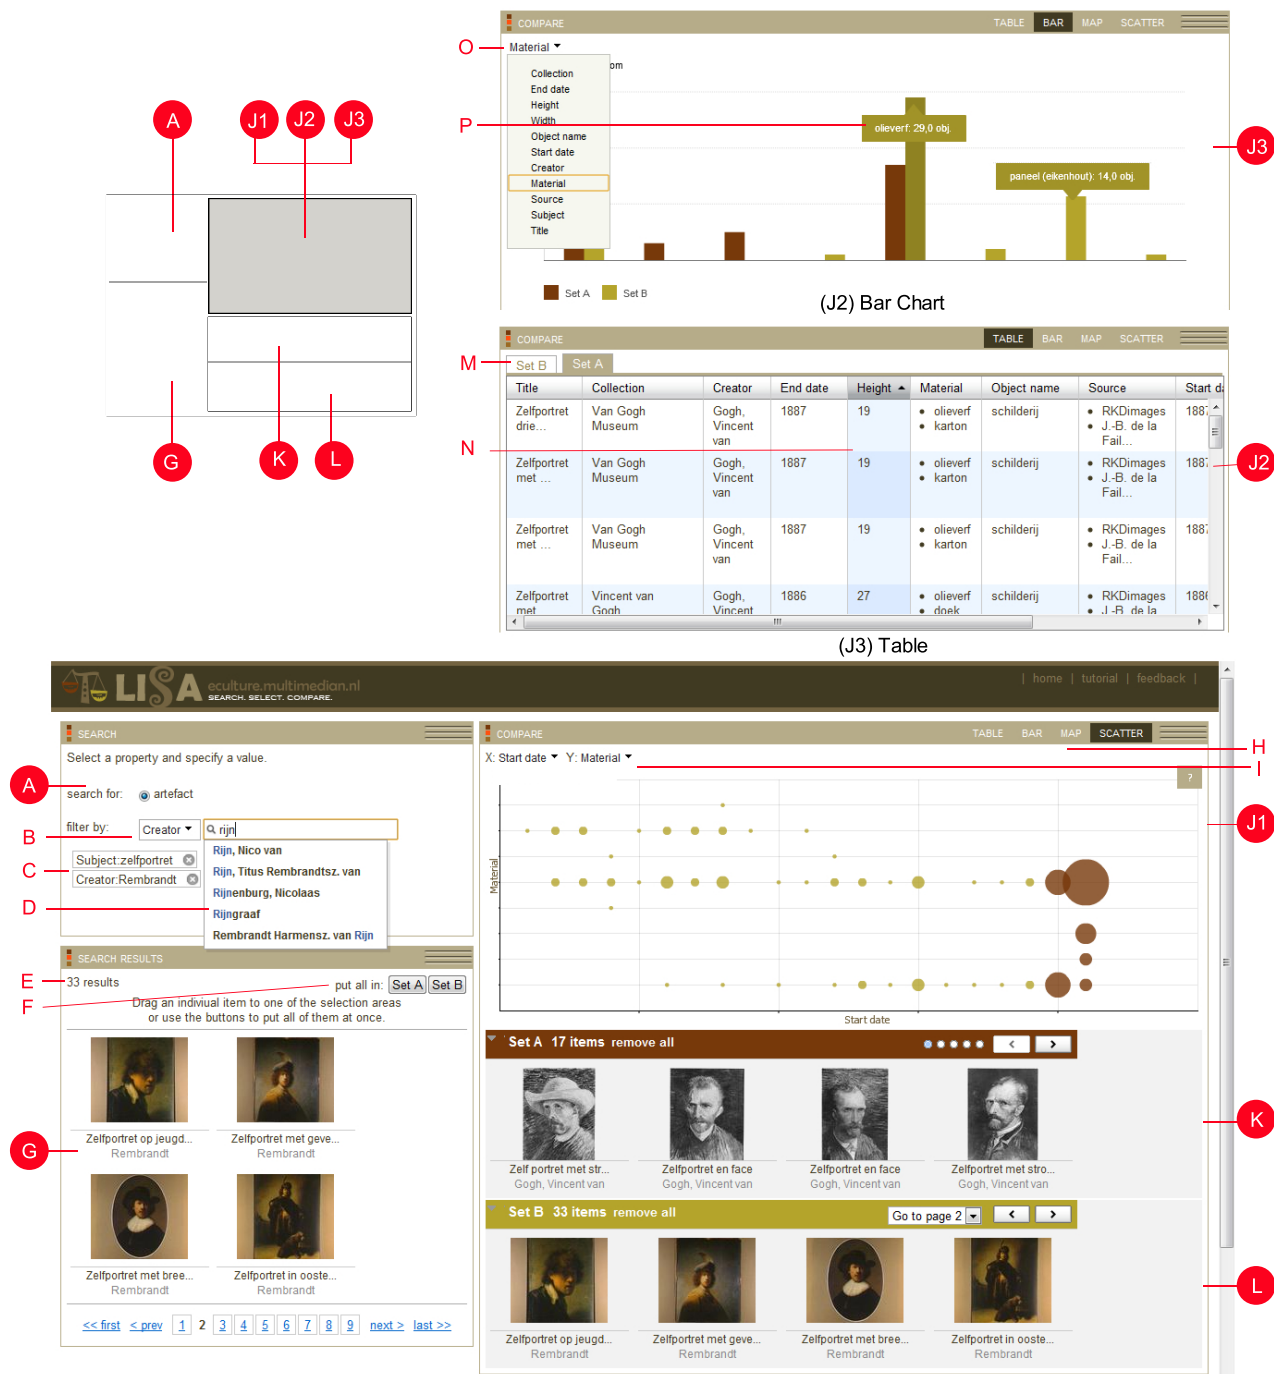 COMPARE
TABLE BAR MAP SCATTER
O
Material
om
Collection
End date
Height
Width
Object name
Start date
Creator
Material
Source
Subject
Title
P
olieverf: 29,0 obj.
paneel (eikenhout): 14,0 obj.
J3
Set A Set B
(J2) Bar Chart
A
J1
J2
J3
G
K
L
COMPARE
TABLE BAR MAP SCATTER
M
Set B Set A
Title Collection Creator End date Height Material Object name Source Start da
Zelfportret Van Gogh Gogh, 1887 19 • olieverf schilderij • RKDimages 1887
drie... Museum Vincent • karton • J.-B. de la
van Fail...
N
Zelfportret Van Gogh Gogh, 1887 19 • olieverf schilderij • RKDimages 1887
met ... Museum Vincent • karton • J.-B. de la
van Fail...
J2
Zelfportret Van Gogh Gogh, 1887 19 • olieverf schilderij • RKDimages 1887
met ... Museum Vincent • karton • J.-B. de la
van Fail...
Zelfportret Vincent van Gogh, 1886 27 • olieverf schilderij • RKDimages 1886
met Gogh Vincent • doek • J.-B. de la
(J3) Table
LISA eculture.multimedian.nl
SEARCH. SELECT. COMPARE.
| home | tutorial | feedback |
SEARCH
Select a property and specify a value.
A
search for: artefact
B
filter by: Creator rijn
C
Subject:zelfportret
Creator:Rembrandt
D
Rijn, Nico van
Rijn, Titus Rembrandtsz. van
Rijnenburg, Nicolaas
Rijngraaf
Rembrandt Harmensz. van Rijn
SEARCH RESULTS
E
33 results
F
put all in: Set A Set B
Drag an indiviual item to one of the selection areas
or use the buttons to put all of them at once.
Zelfportret op jeugd... Zelfportret met geve...
Rembrandt Rembrandt
G
Zelfportret met bree... Zelfportret in ooste...
Rembrandt Rembrandt
<< first < prev 1 2 3 4 5 6 7 8 9 next > last >>
COMPARE
TABLE BAR MAP SCATTER
H
X: Start date Y: Material
I
?
J1
Material
Start date
Set A 17 items remove all
< >
Zelf portret met str... Zelfportret en face Zelfportret en face Zelfportret met stro...
Gogh, Vincent van Gogh, Vincent van Gogh, Vincent van Gogh, Vincent van
K
Set B 33 items remove all
Go to page 2 < >
Zelfportret op jeugd... Zelfportret met geve... Zelfportret met bree... Zelfportret in ooste...
Rembrandt Rembrandt Rembrandt Rembrandt
L